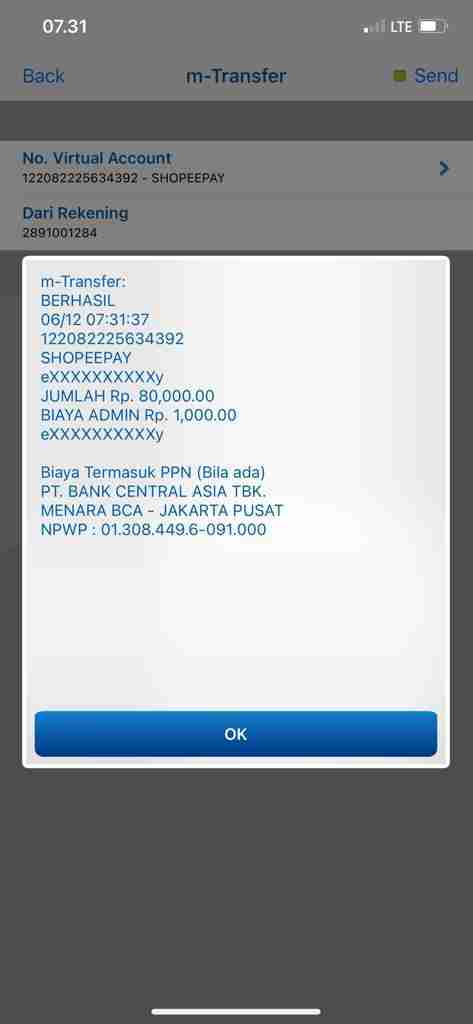 07.31
LTE
Back
m-Transfer
Send
No. Virtual Account
122082225634392 - SHOPEEPAY
Dari Rekening
2891001284
m-Transfer:
BERHASIL
06/12 07:31:37
122082225634392
SHOPEEPAY
eXXXXXXXXXXy
JUMLAH Rp. 80,000.00
BIAYA ADMIN Rp. 1,000.00
eXXXXXXXXXXy
Biaya Termasuk PPN (Bila ada)
PT. BANK CENTRAL ASIA TBK.
MENARA BCA - JAKARTA PUSAT
NPWP : 01.308.449.6-091.000
OK